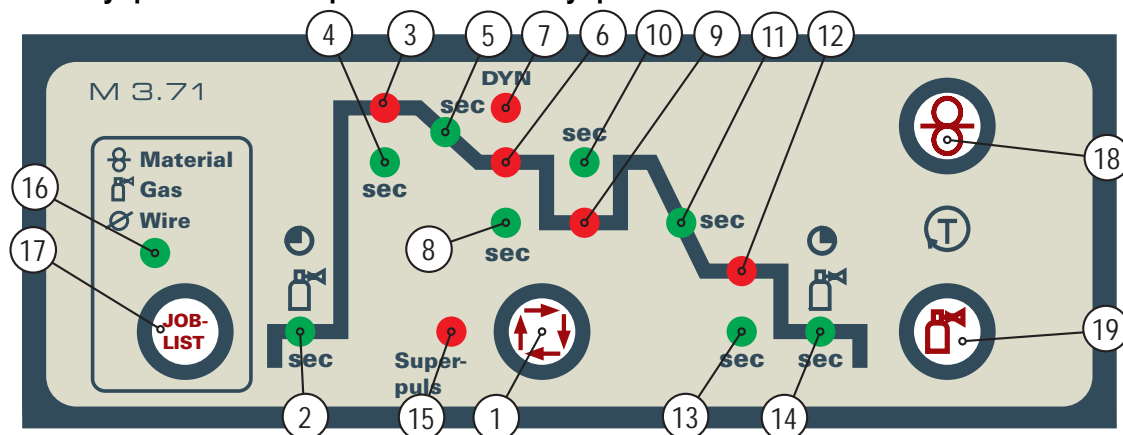 4
3
5
7
6
10
9
11
12
M 3.71
DYN
sec
sec
Material
Gas
Wire
sec
sec
sec
16
17
8
18
T
JOB-
LIST
sec
Super-
puls
sec
sec
19
2
15
1
13
14